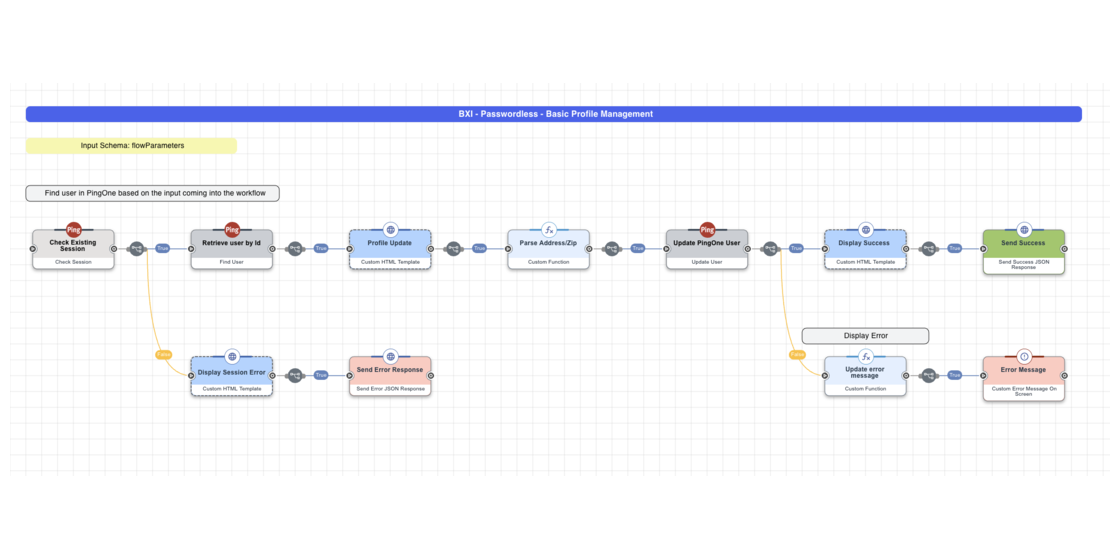 BXI - Passwordless - Basic Profile Management
Input Schema: flowParameters
Find user in PingOne based on the input coming into the workflow
Ping
Check Existing
Session
Check Session
True
Ping
Retrieve user by Id
Find User
True
Profile Update
Custom HTML Template
True
fx
Parse Address/Zip
Custom Function
True
Ping
Update PingOne User
Update User
True
Display Success
Custom HTML Template
True
Send Success
Send Success JSON
Response
False
Display Session Error
Custom HTML Template
True
Send Error Response
Send Error JSON Response
Display Error
False
fx
Update error
message
Custom Function
True
Error Message
Custom Error Message On
Screen